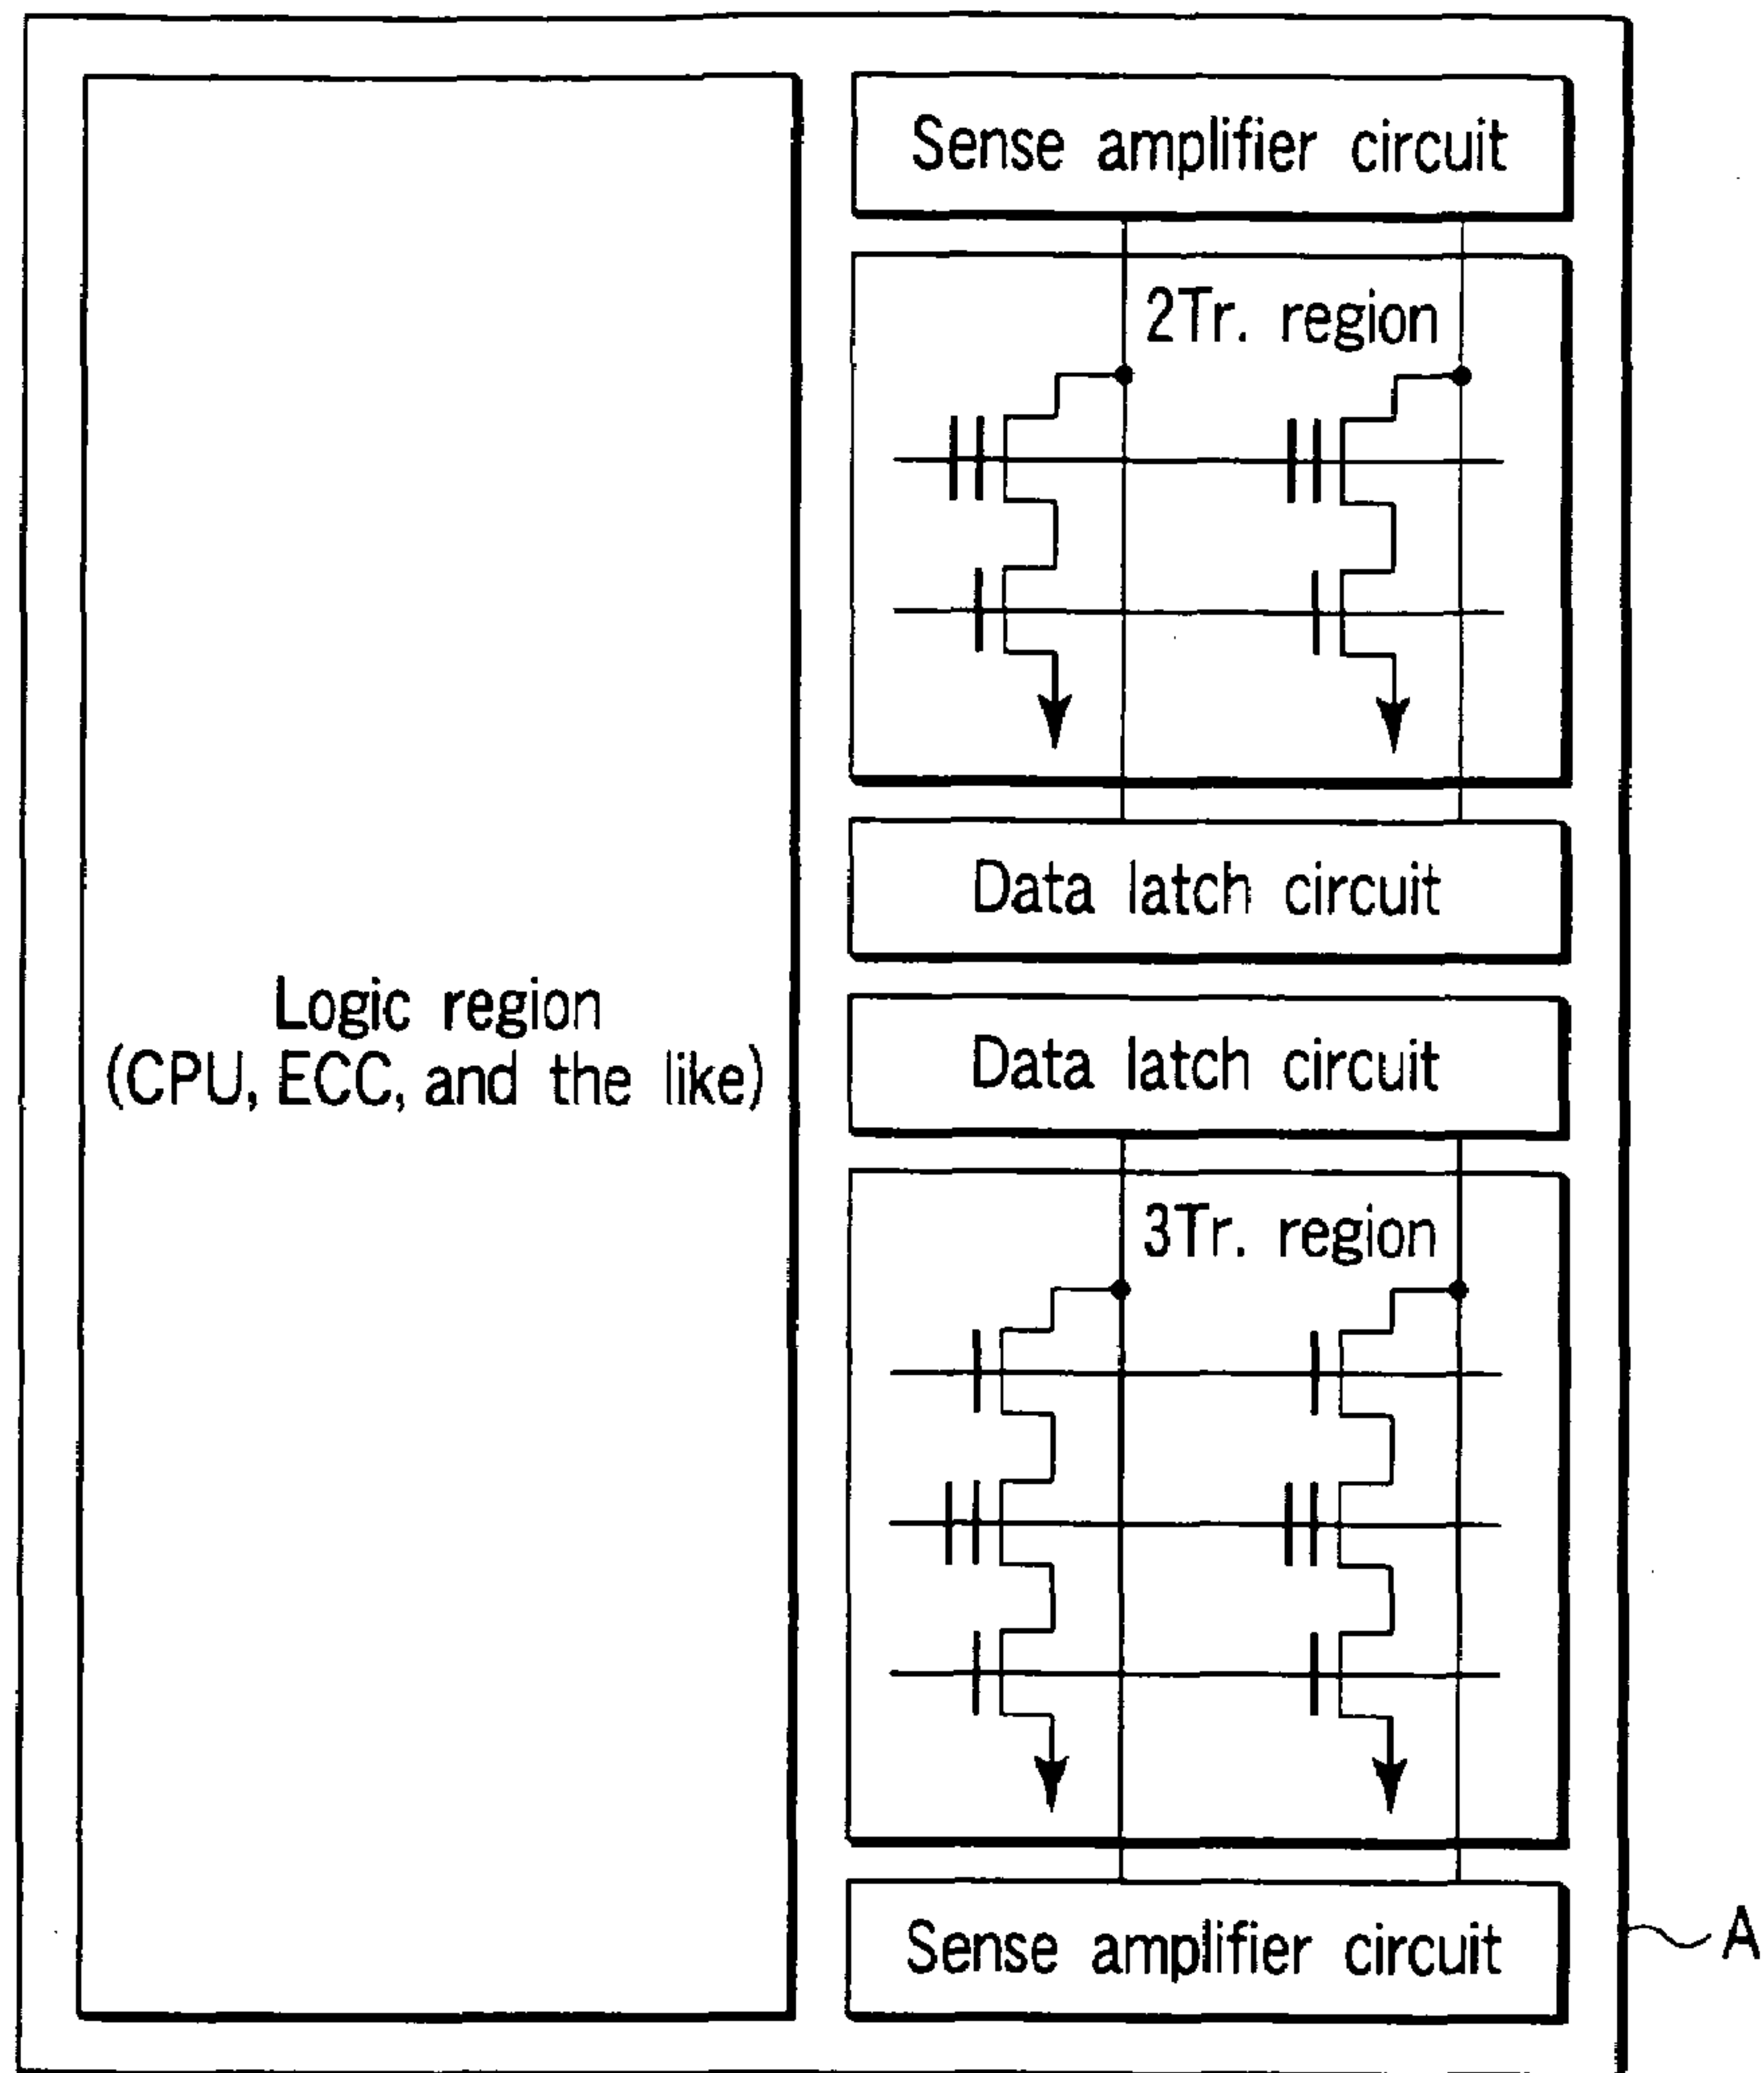 Sense amplifier circuit
2Tr. region
Data latch circuit
Logic region
(CPU, ECC, and the like)
Data latch circuit
3Tr. region
Sense amplifier circuit
A